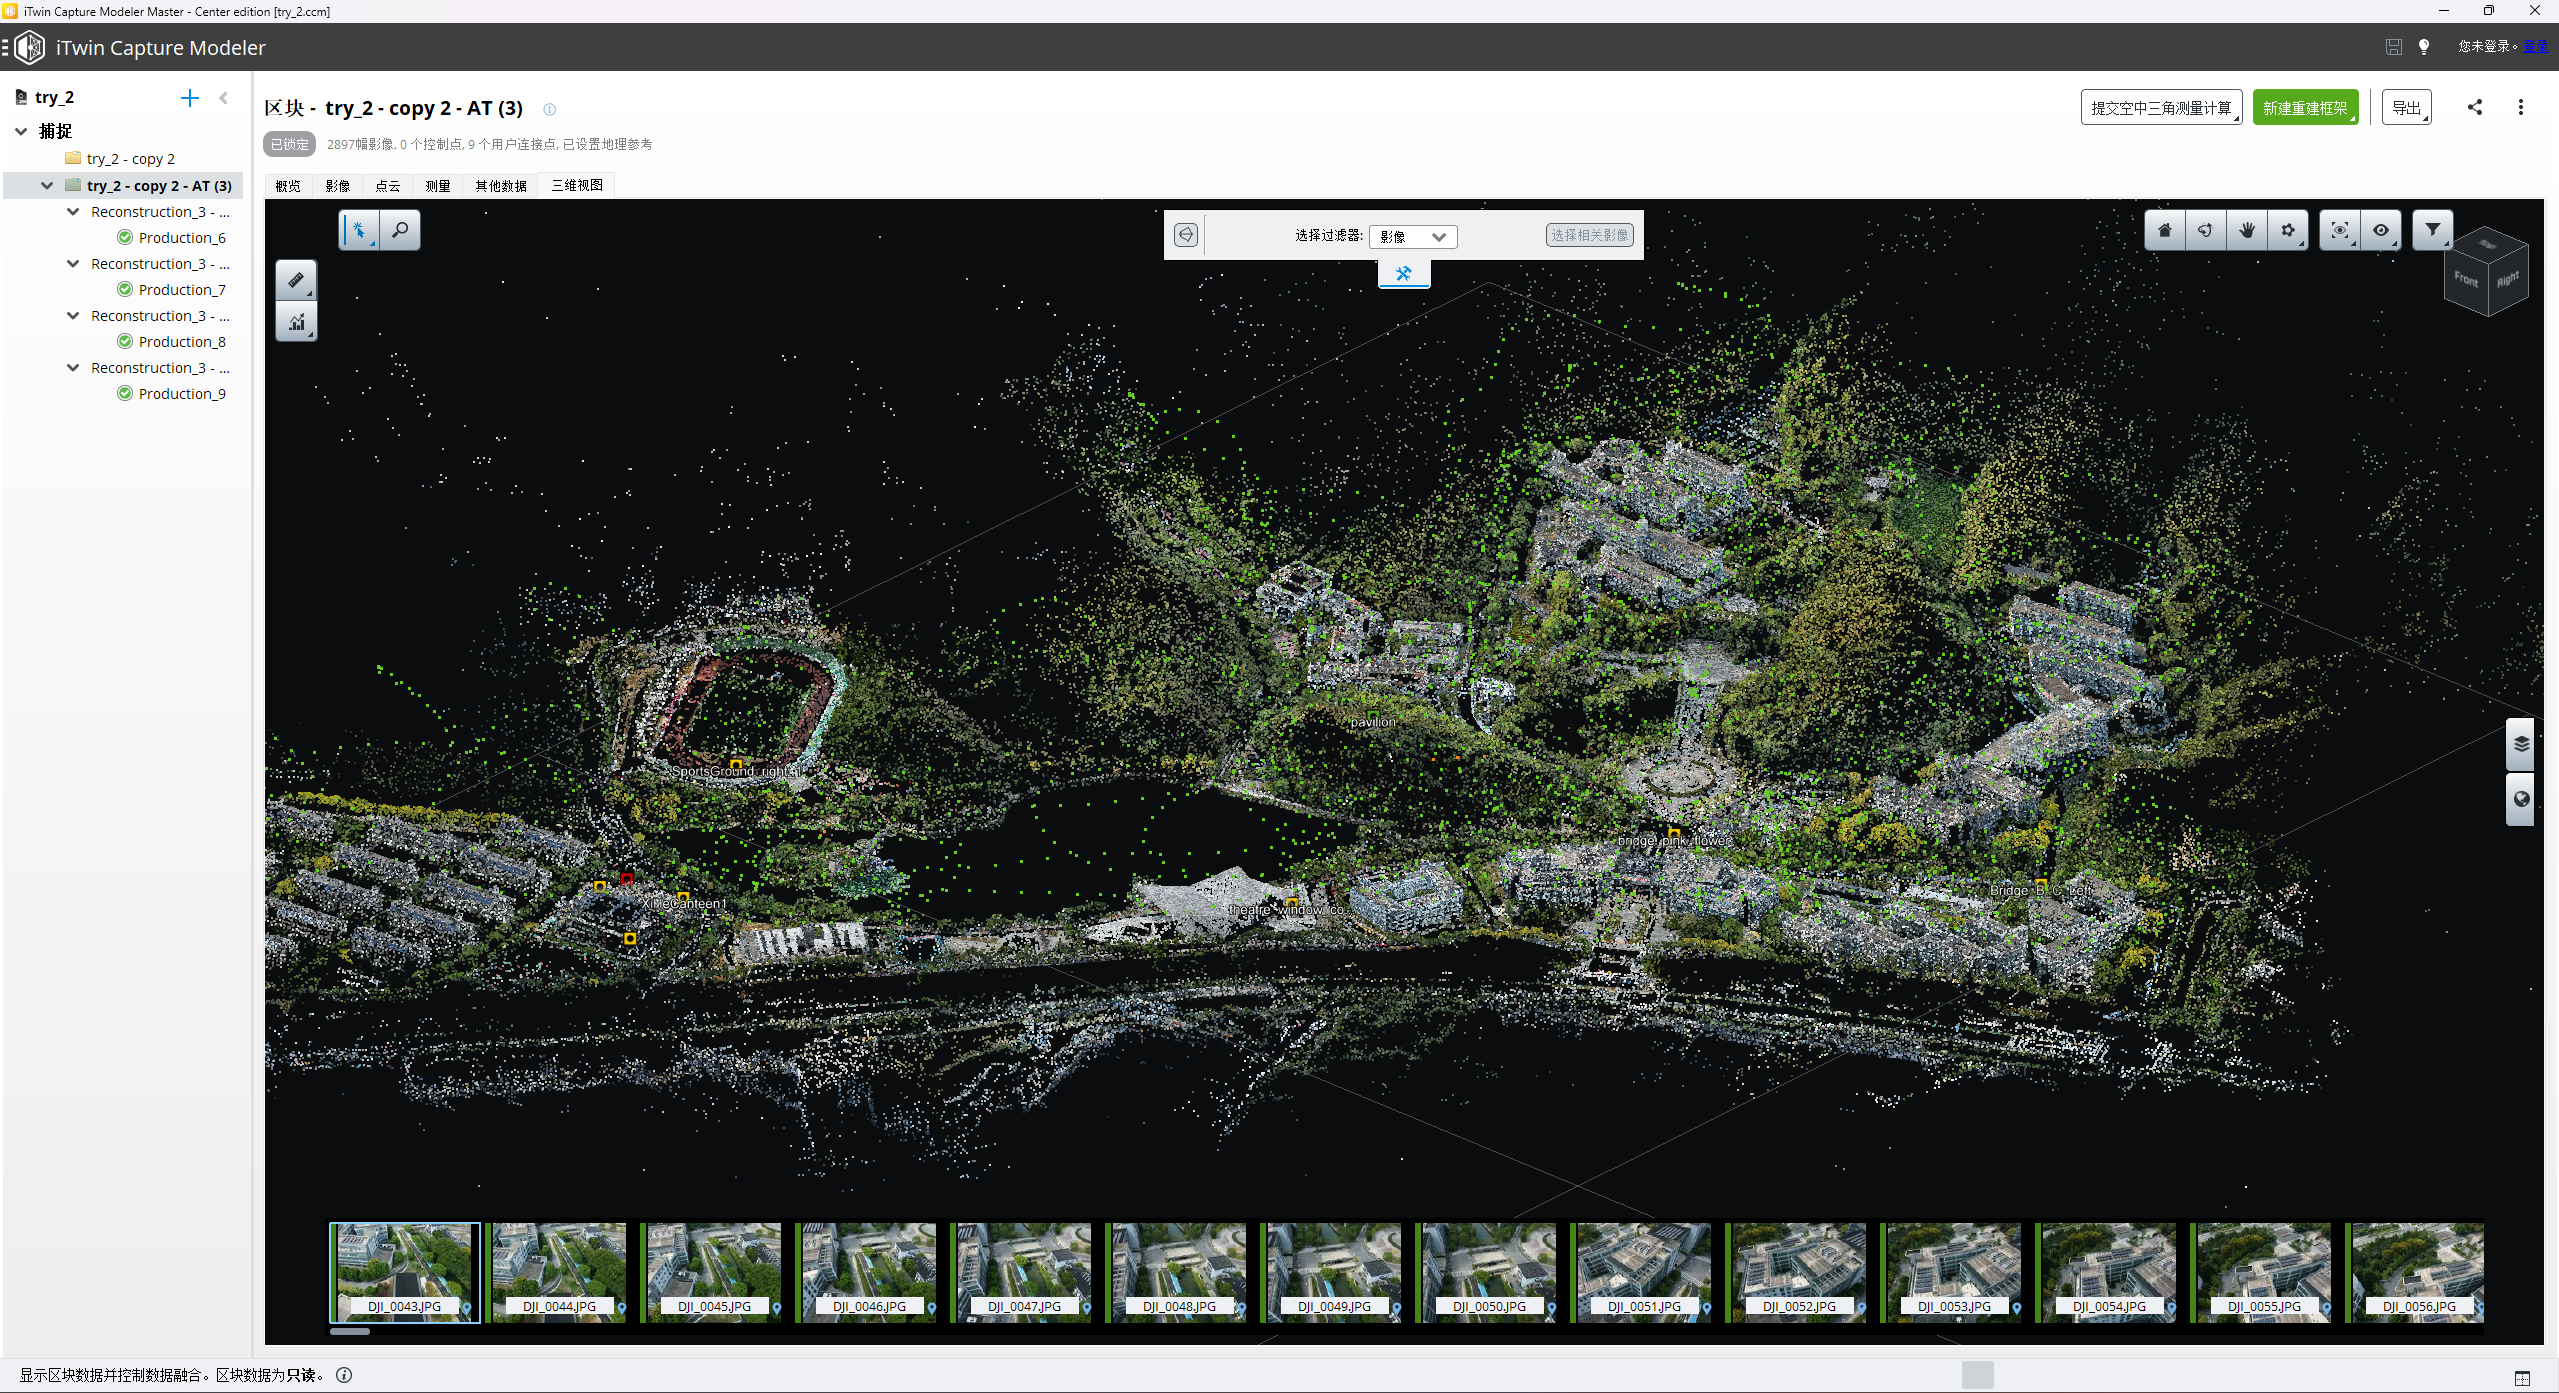 iTwin Capture Modeler Master - Center edition [try_2.ccm]
iTwin Capture Modeler
您未登录。登录
try_2
捕捉
try_2 - copy 2
try_2 - copy 2 - AT (3)
Reconstruction_3 - ...
Production_6
Reconstruction_3 - ...
Production_7
Reconstruction_3 - ...
Production_8
Reconstruction_3 - ...
Production_9
区块 - try_2 - copy 2 - AT (3)
提交空中三角测量计算
新建重建框架
导出
已锁定
2897幅影像, 0 个控制点, 9 个用户连接点, 已设置地理参考
概览
影像
点云
测量
其他数据
三维视图
选择过滤器:
影像
选择相关影像
Front
Right
pavilion
SportsGround_right_1
bridge_pink_flower
Bridge_B_C_Left
XineCanteen1
theatre_window_co...
DJI_0043.JPG
DJI_0044.JPG
DJI_0045.JPG
DJI_0046.JPG
DJI_0047.JPG
DJI_0048.JPG
DJI_0049.JPG
DJI_0050.JPG
DJI_0051.JPG
DJI_0052.JPG
DJI_0053.JPG
DJI_0054.JPG
DJI_0055.JPG
DJI_0056.JPG
显示区块数据并控制数据融合。区块数据为只读。